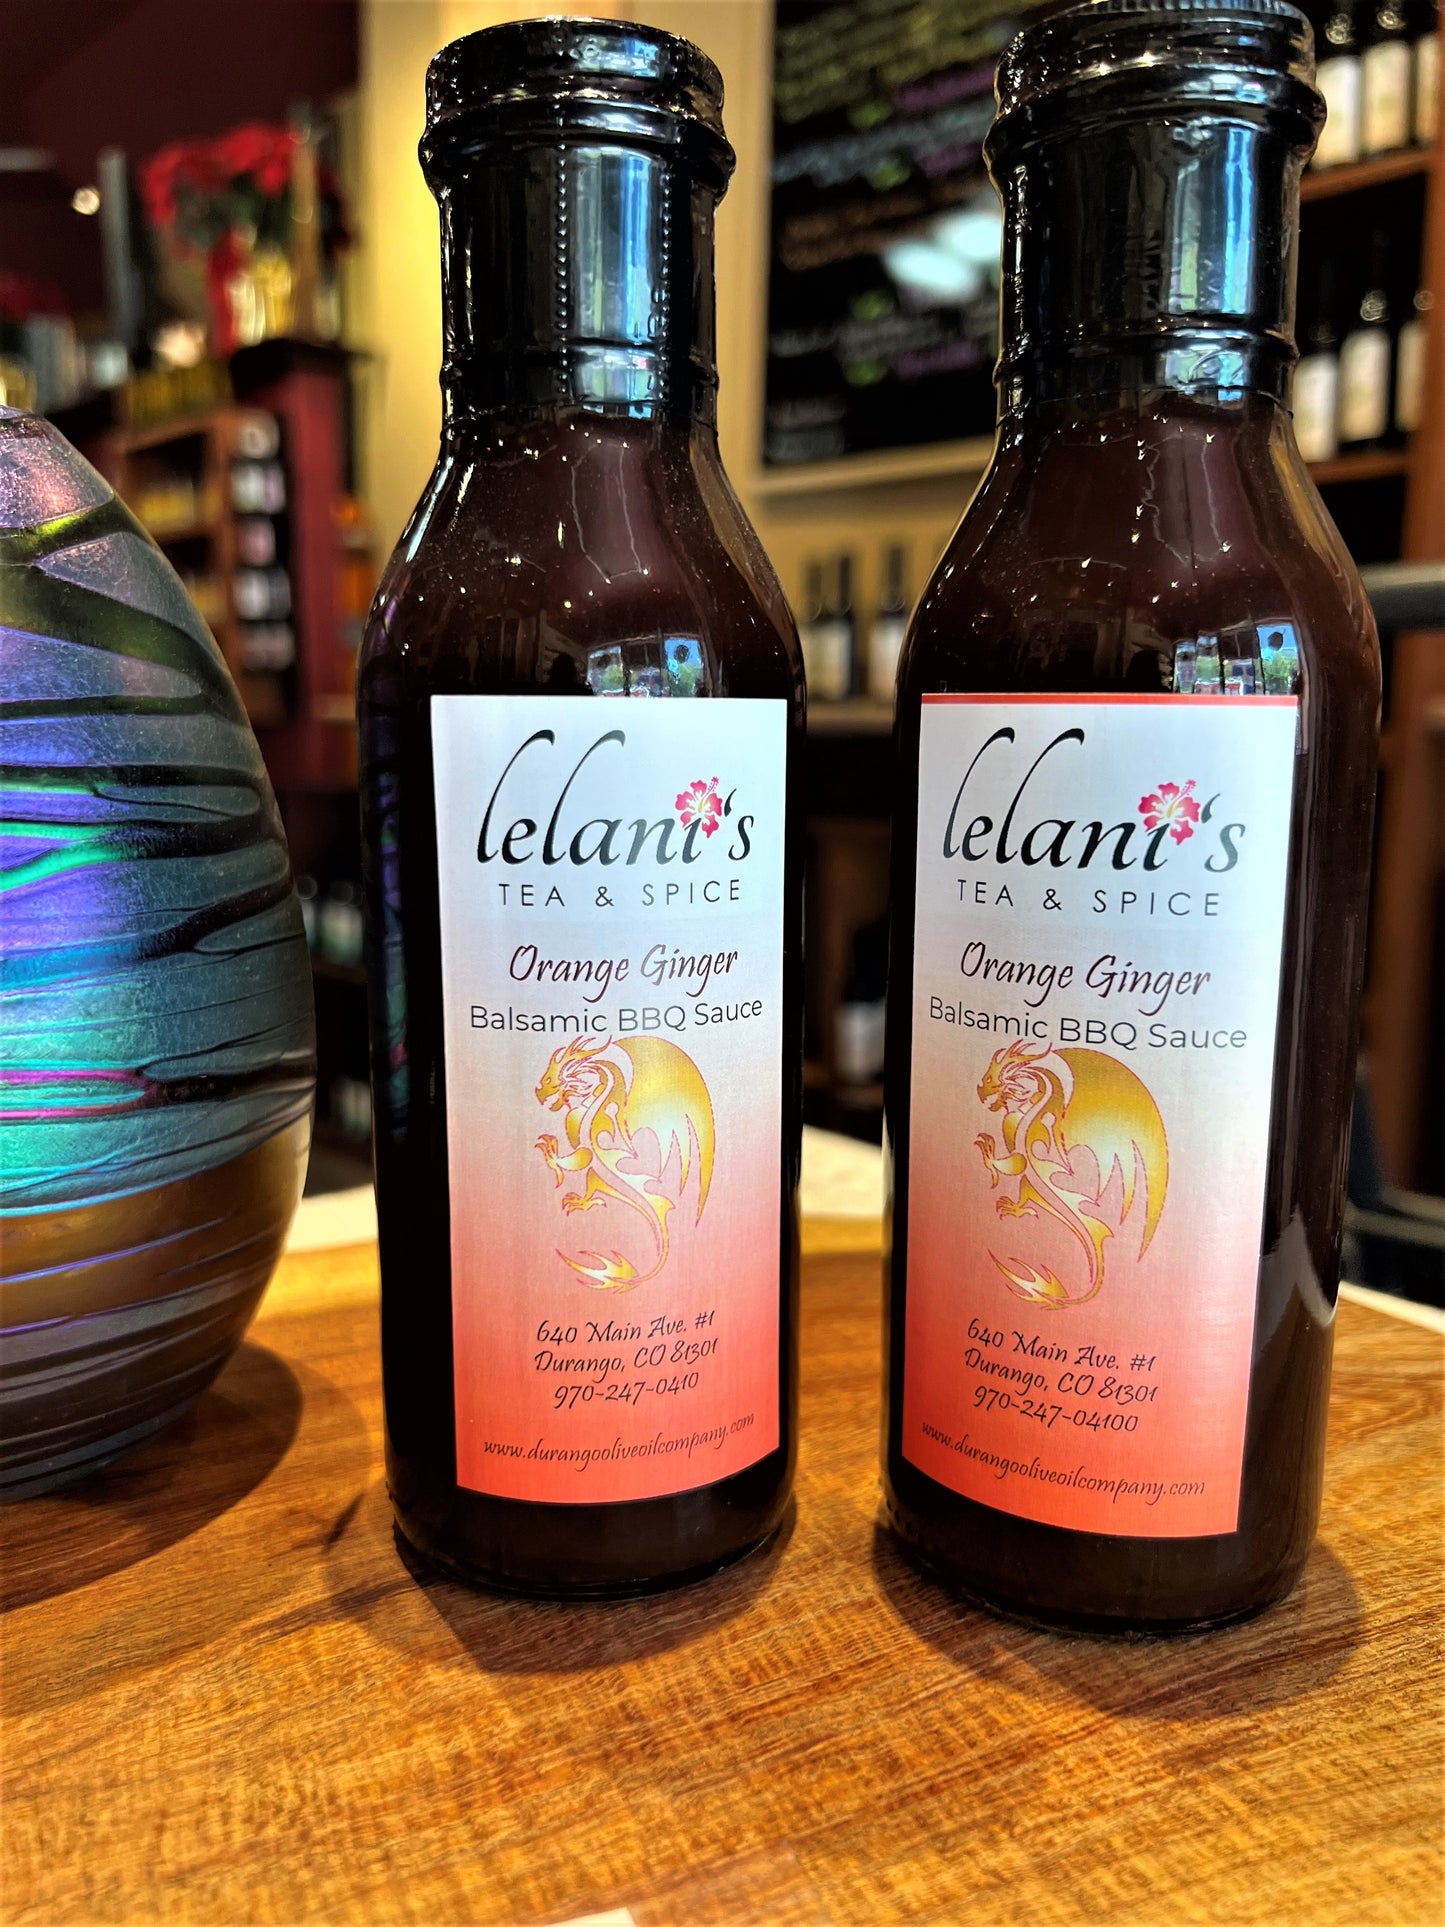 lelani's
TEA & SPICE
Orange Ginger
Balsamic BBQ Sauce
640 Main Ave. #1
Durango, CO 81301
970-247-0410
www.durangooliveoilcompany.com
lelani's
TEA & SPICE
Orange Ginger
Balsamic BBQ Sauce
640 Main Ave. #1
Durango, CO 81301
970-247-04100
www.durangooliveoilcompany.com